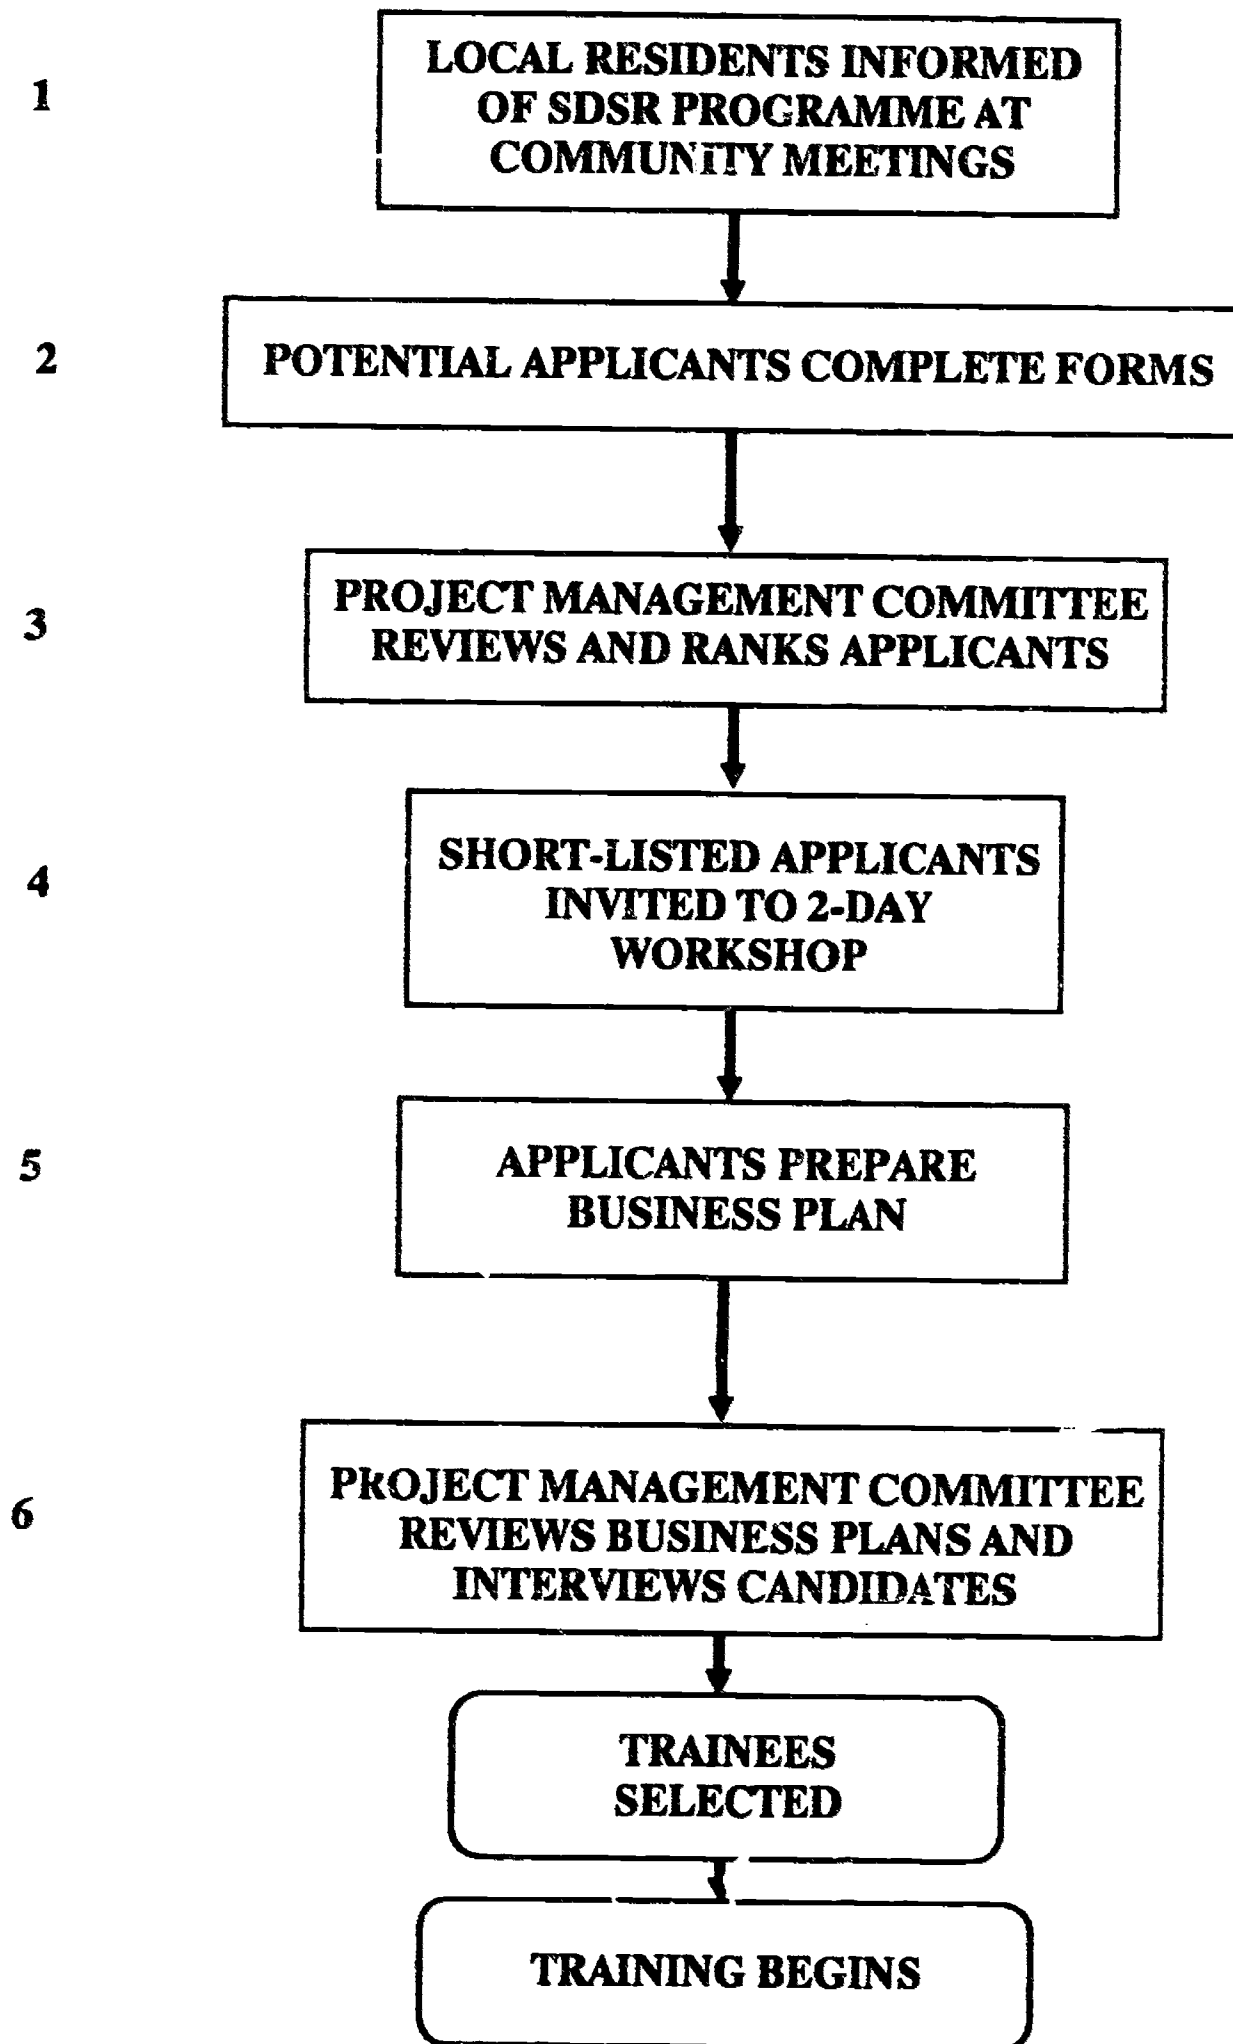 1
LOCAL RESIDENTS INFORMED
OF SDSR PROGRAMME AT
COMMUNITY MEETINGS
2
POTENTIAL APPLICANTS COMPLETE FORMS
3
PROJECT MANAGEMENT COMMITTEE
REVIEWS AND RANKS APPLICANTS
4
SHORT-LISTED APPLICANTS
INVITED TO 2-DAY
WORKSHOP
5
APPLICANTS PREPARE
BUSINESS PLAN
6
PROJECT MANAGEMENT COMMITTEE
REVIEWS BUSINESS PLANS AND
INTERVIEWS CANDIDATES
TRAINEES
SELECTED
TRAINING BEGINS